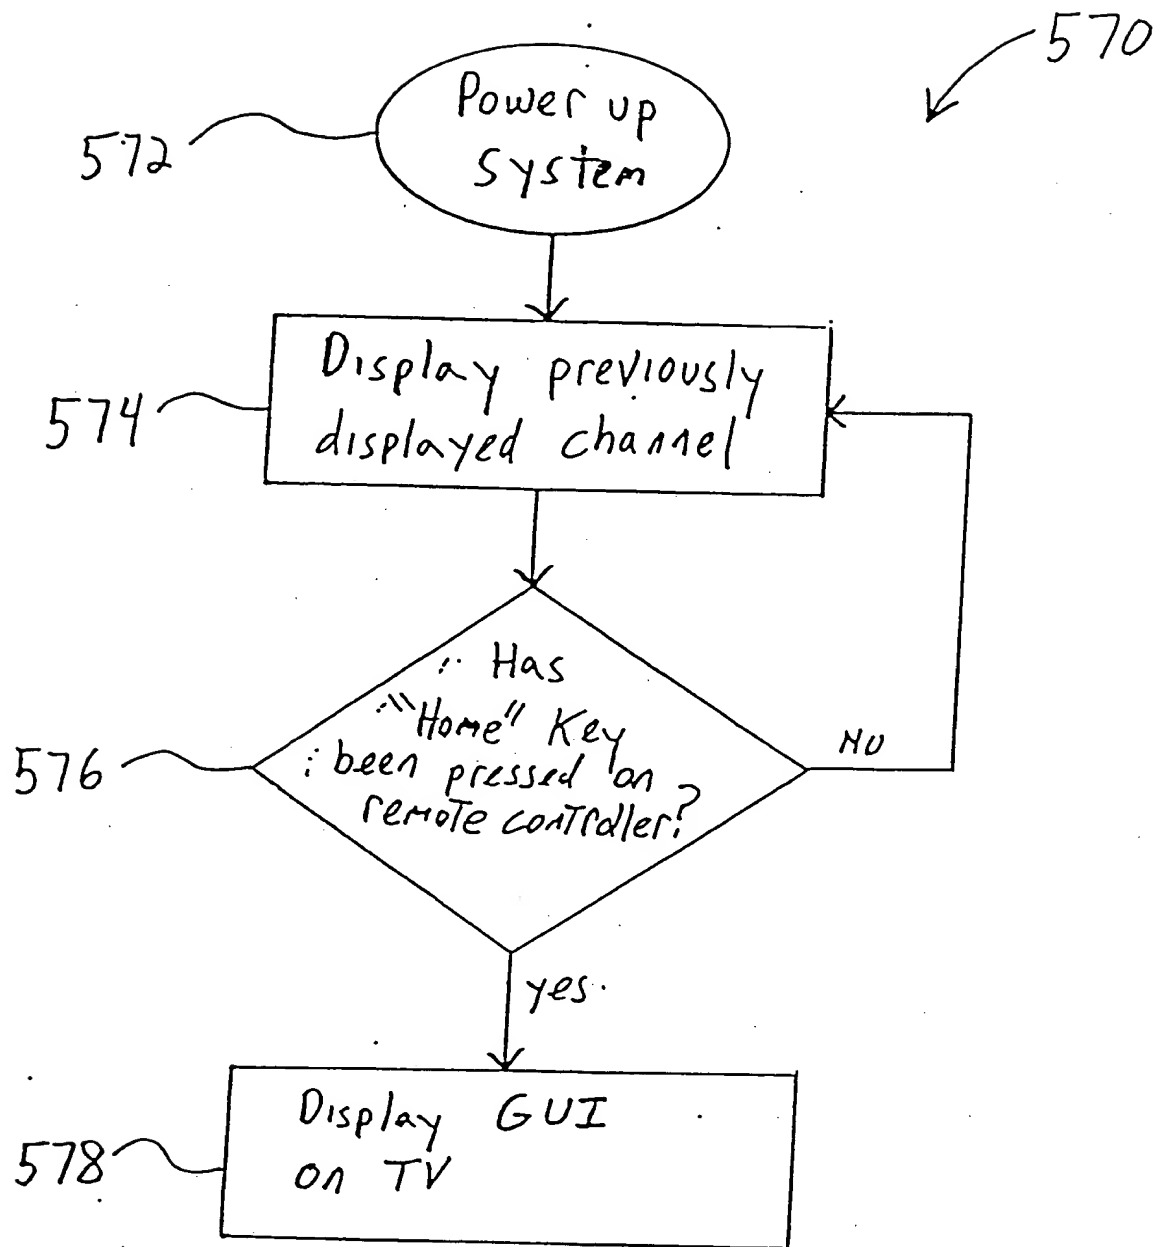 570
Power up
System
572
Display previously
displayed channel
574
Has
"Home" Key
been pressed on
remote controller?
576
NO
yes
Display GUI
on TV
578